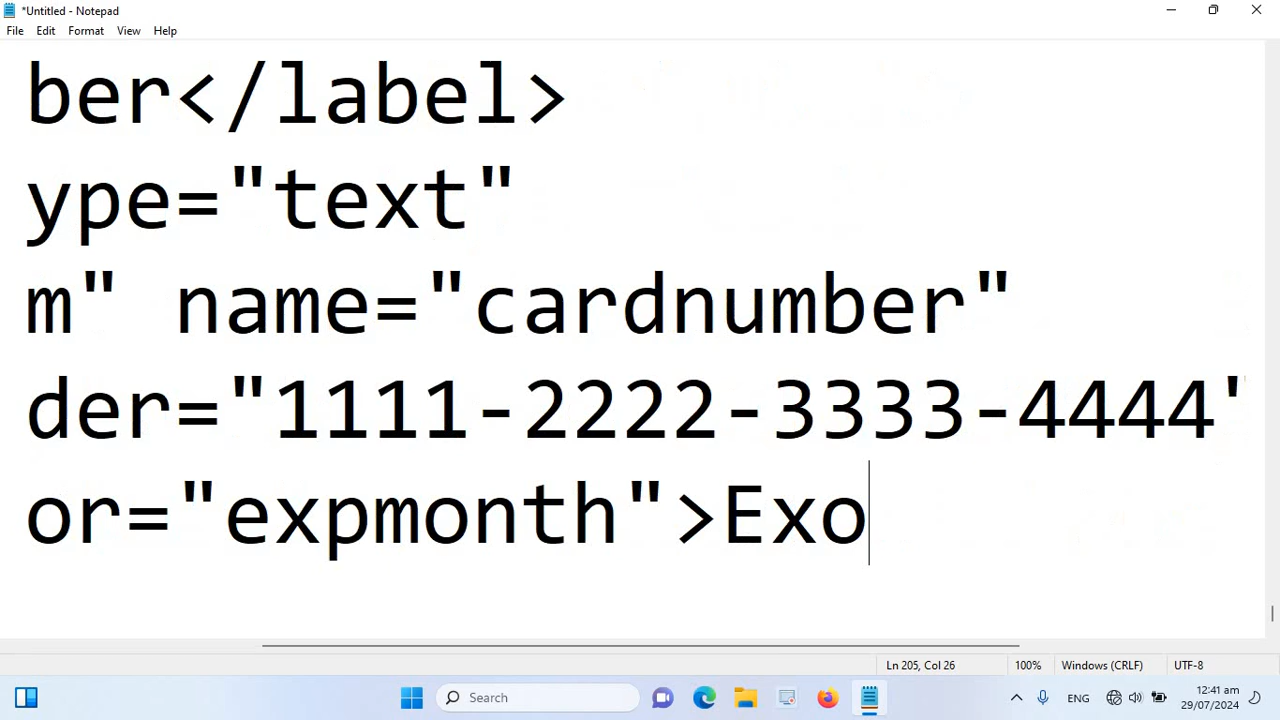 *Untitled - Notepad
File Edit Format View Help
ber</label>
ype="text"
m" name="cardnumber"
der="1111-2222-3333-4444'
or="expmonth">Exo
Ln 205, Col 26 100% Windows (CRLF) UTF-8
Search ENG 12:41 am
29/07/2024